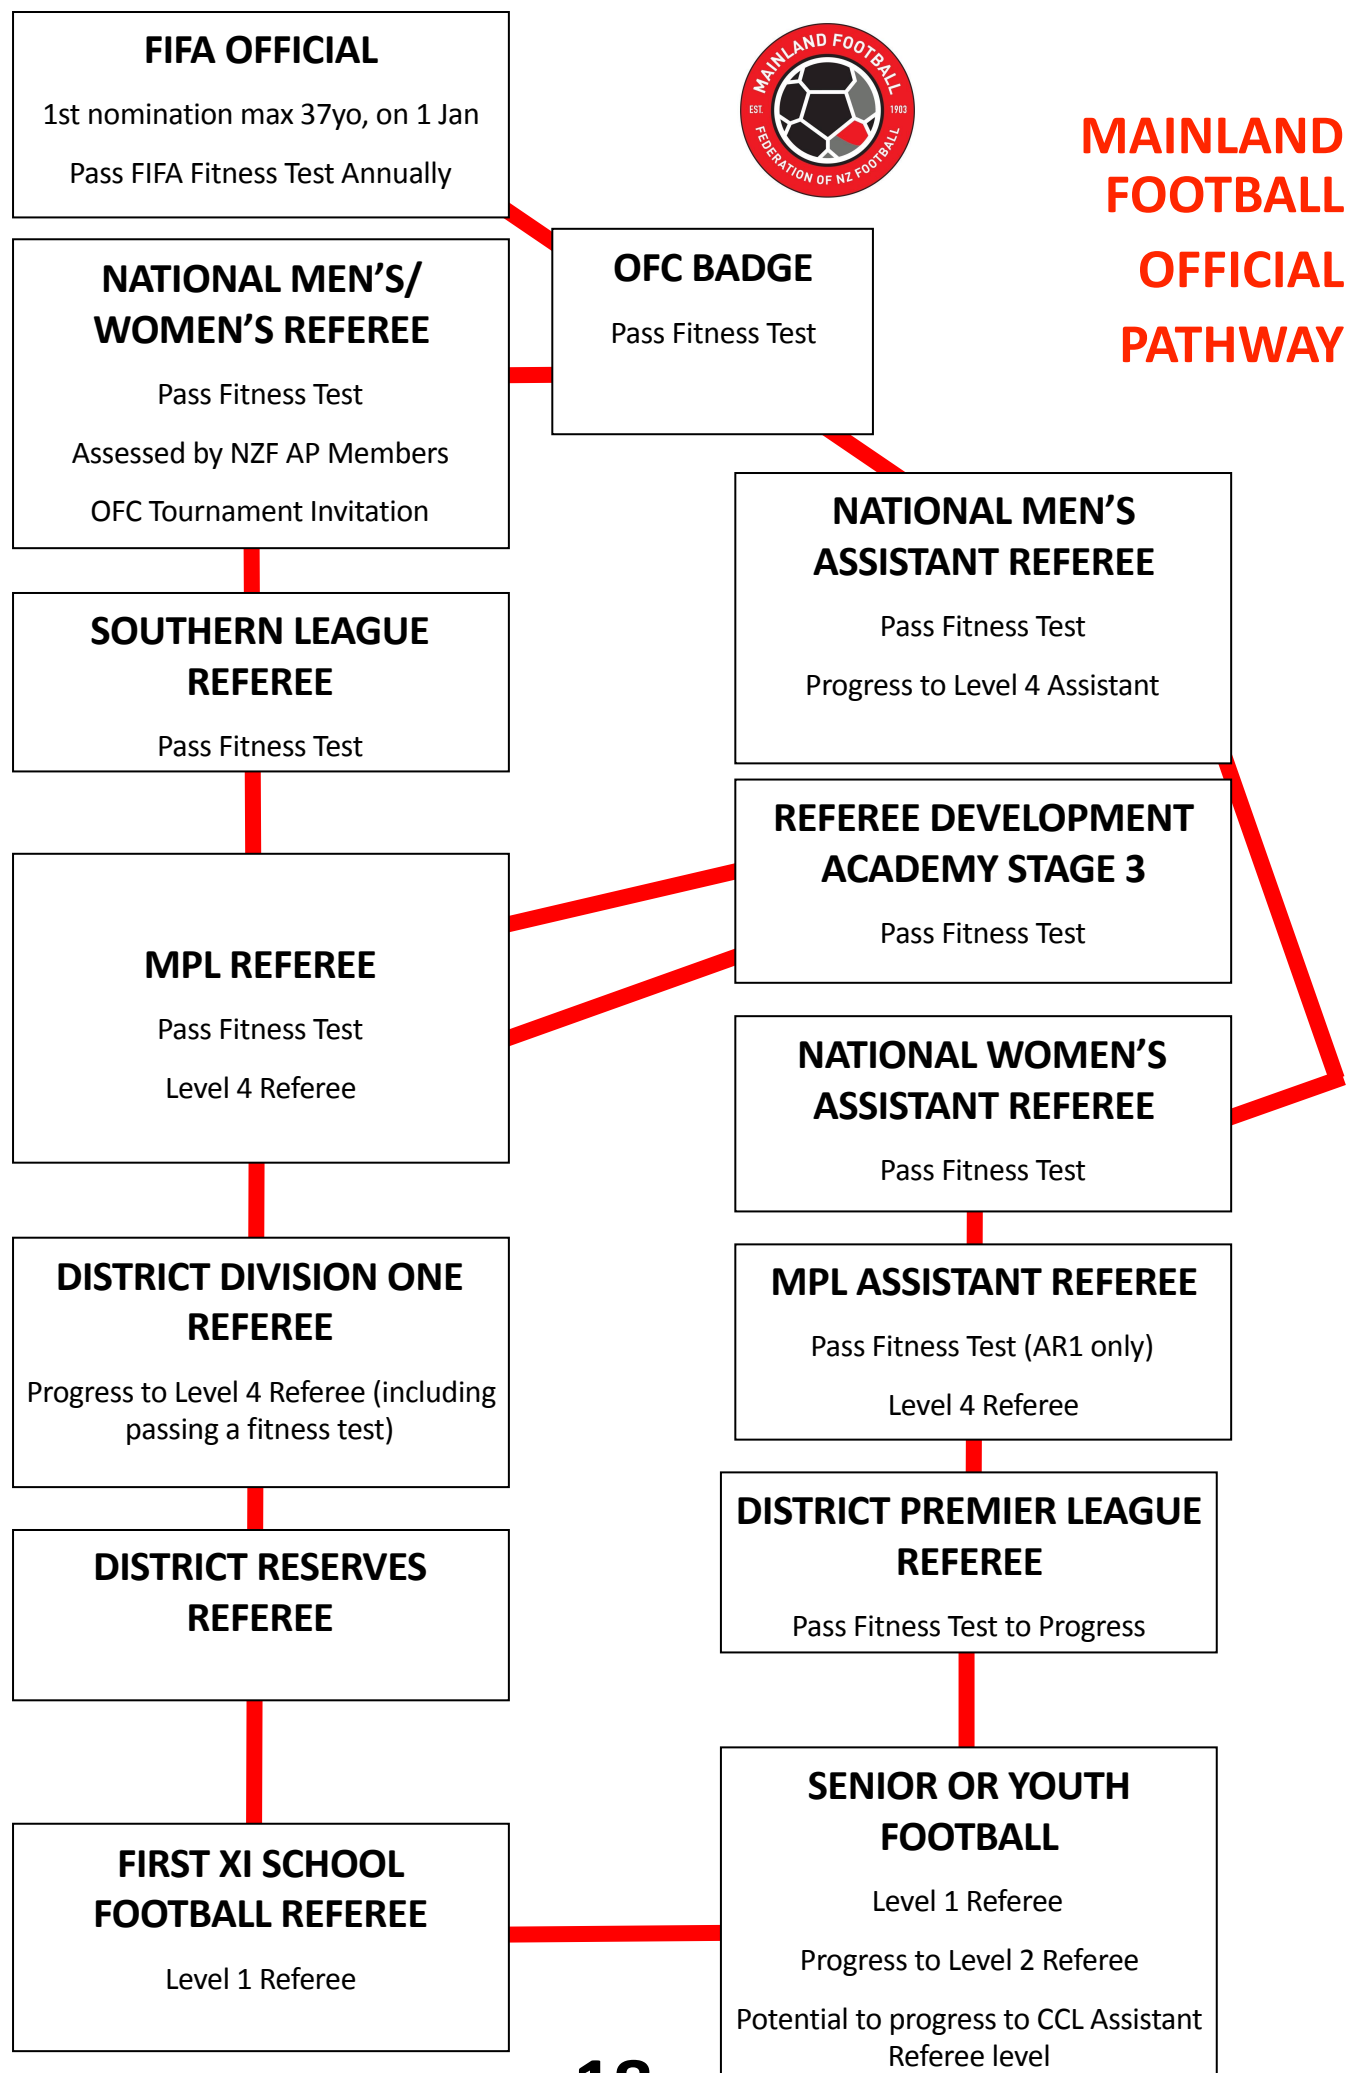 FIFA OFFICIAL
1st nomination max 37yo, on 1 Jan
Pass FIFA Fitness Test Annually
MAINLAND FOOTBALL
EST. 1903
FEDERATION OF NZ FOOTBALL
MAINLAND
FOOTBALL
OFFICIAL
PATHWAY
NATIONAL MEN’S/
WOMEN’S REFEREE
Pass Fitness Test
Assessed by NZF AP Members
OFC Tournament Invitation
OFC BADGE
Pass Fitness Test
NATIONAL MEN’S
ASSISTANT REFEREE
Pass Fitness Test
Progress to Level 4 Assistant
SOUTHERN LEAGUE
REFEREE
Pass Fitness Test
REFEREE DEVELOPMENT
ACADEMY STAGE 3
Pass Fitness Test
MPL REFEREE
Pass Fitness Test
Level 4 Referee
NATIONAL WOMEN’S
ASSISTANT REFEREE
Pass Fitness Test
DISTRICT DIVISION ONE
REFEREE
Progress to Level 4 Referee (including
passing a fitness test)
MPL ASSISTANT REFEREE
Pass Fitness Test (AR1 only)
Level 4 Referee
DISTRICT PREMIER LEAGUE
REFEREE
Pass Fitness Test to Progress
DISTRICT RESERVES
REFEREE
FIRST XI SCHOOL
FOOTBALL REFEREE
Level 1 Referee
SENIOR OR YOUTH
FOOTBALL
Level 1 Referee
Progress to Level 2 Referee
Potential to progress to CCL Assistant
Referee level